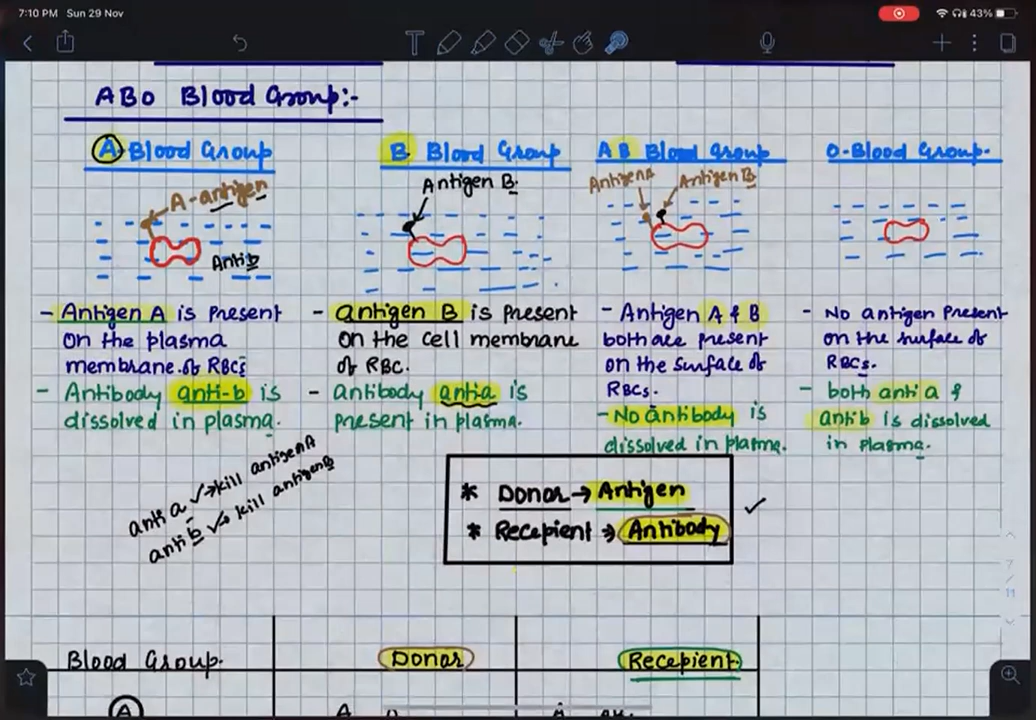 7:10 PM Sun 29 Nov
43%
ABO Blood Group:-
A Blood Group
A-antigen
Antib
- Antigen A is present
on the plasma
membrane of RBCs
- Antibody anti-b is
dissolved in plasma.
anti a ✓→ kill antigen A
anti b ✓→ kill antigen B
B Blood Group
Antigen B
- antigen B is present
on the cell membrane
of RBC.
- Antibody antia is
present in plasma.
AB Blood Group
Antigen A
Antigen B
- Antigen A & B
both are present
on the surface of
RBCs.
- No antibody is
dissolved in plasma.
O-Blood Group.
- No antigen present
on the surface of
RBCs.
- both anti a &
antib is dissolved
in plasma.
* Donor → Antigen
* Recepient → Antibody
✓
7
11
Blood Group. Donor Recepient
A